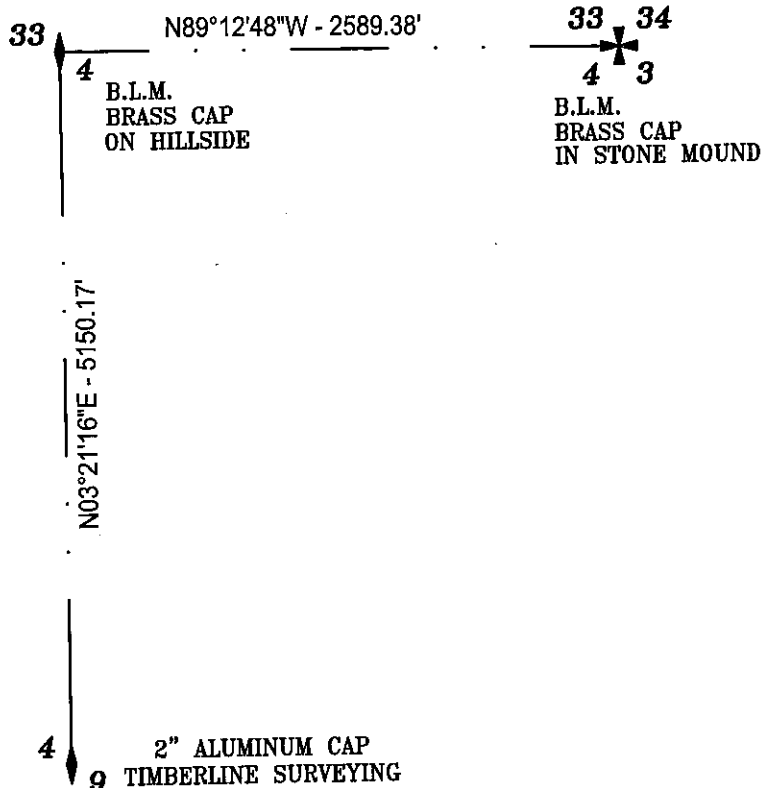 N89°12'48"W - 2589.38'
33
4
B.L.M.
BRASS CAP
ON HILLSIDE
33 34
4 3
B.L.M.
BRASS CAP
IN STONE MOUND
N03°21'16"E - 5150.17'
4
9
2" ALUMINUM CAP
TIMBERLINE SURVEYING